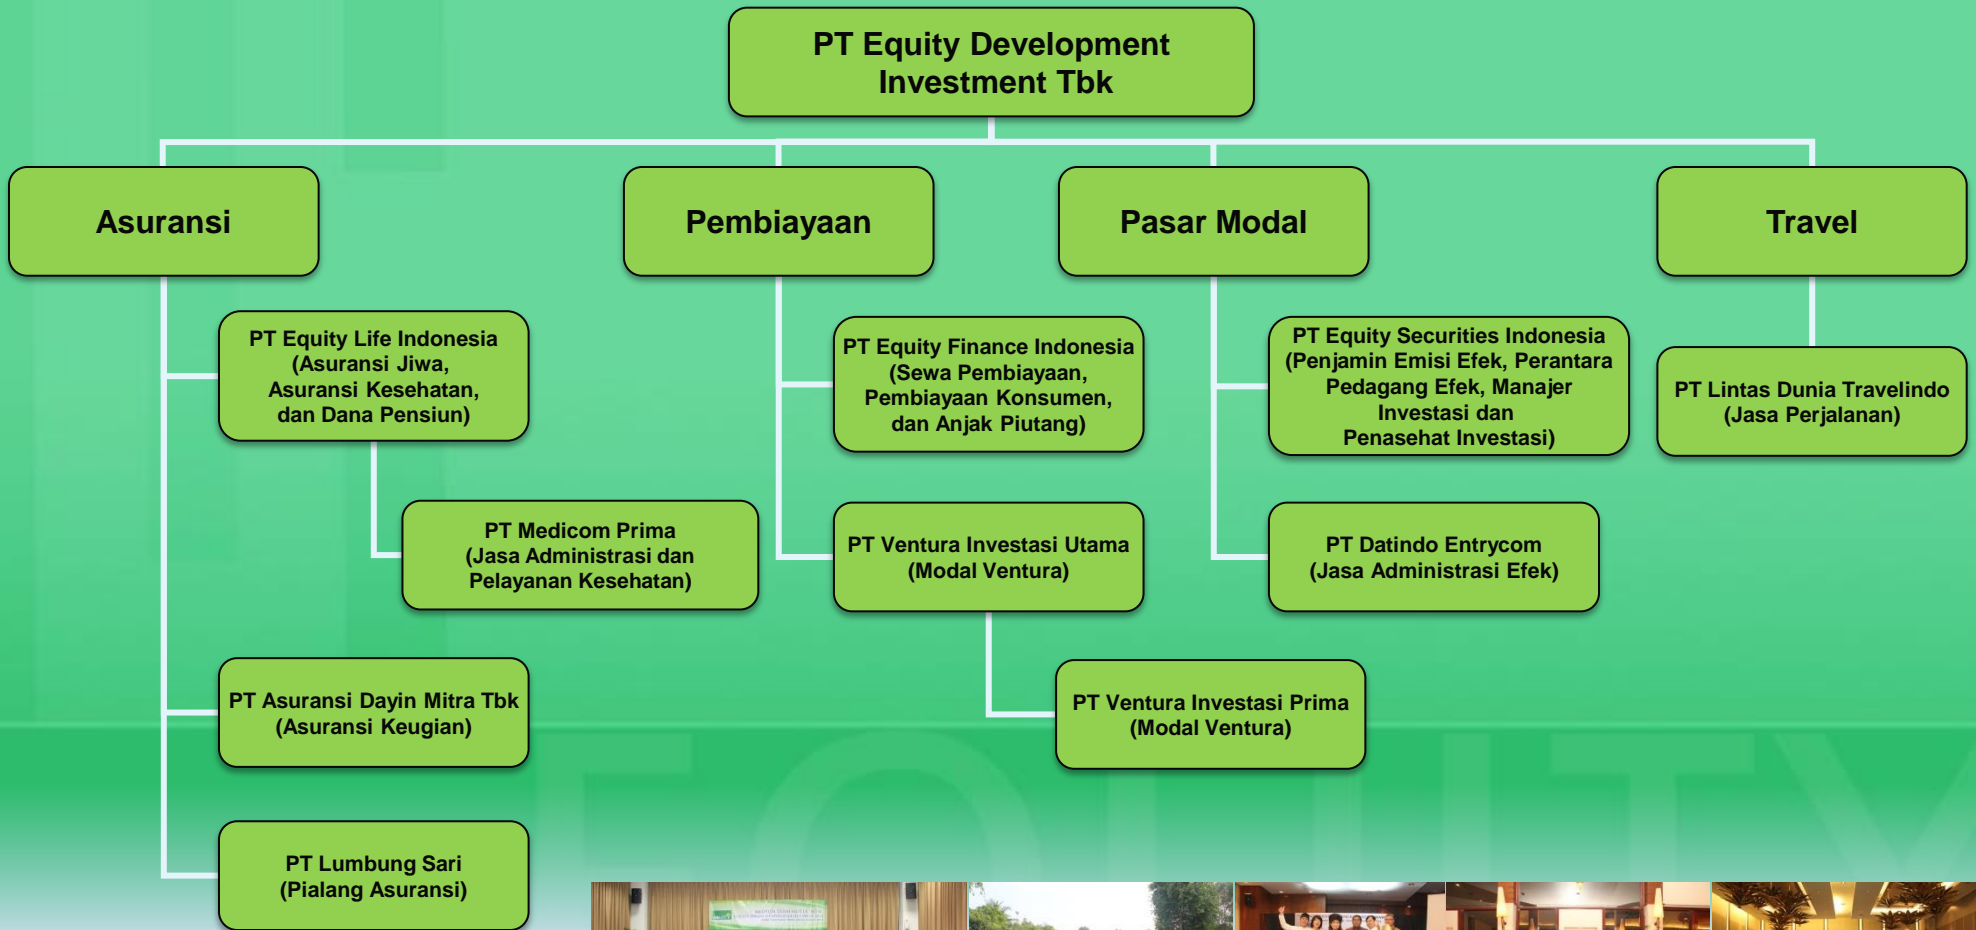 PT Equity Development
Investment Tbk
Asuransi
Pembiayaan
Pasar Modal
Travel
PT Equity Life Indonesia
(Asuransi Jiwa,
Asuransi Kesehatan,
dan Dana Pensiun)
PT Medicom Prima
(Jasa Administrasi dan
Pelayanan Kesehatan)
PT Asuransi Dayin Mitra Tbk
(Asuransi Keugian)
PT Lumbung Sari
(Pialang Asuransi)
PT Equity Finance Indonesia
(Sewa Pembiayaan,
Pembiayaan Konsumen,
dan Anjak Piutang)
PT Ventura Investasi Utama
(Modal Ventura)
PT Ventura Investasi Prima
(Modal Ventura)
PT Equity Securities Indonesia
(Penjamin Emisi Efek, Perantara
Pedagang Efek, Manajer
Investasi dan
Penasehat Investasi)
PT Datindo Entrycom
(Jasa Administrasi Efek)
PT Lintas Dunia Travelindo
(Jasa Perjalanan)
EQUITY